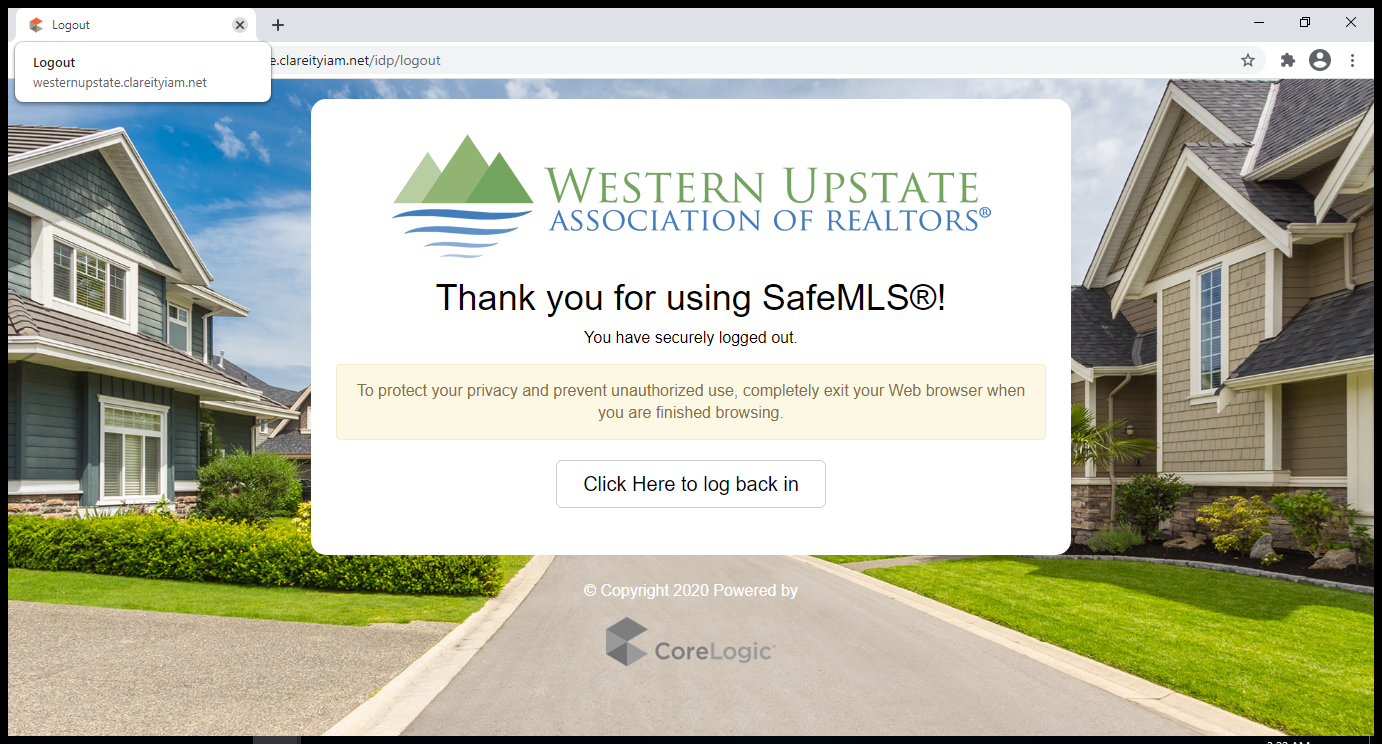 Logout
Logout
westernupstate.clareityiam.net
e.clareityiam.net/idp/logout
WESTERN UPSTATE
ASSOCIATION OF REALTORS®
Thank you for using SafeMLS®!
You have securely logged out.
To protect your privacy and prevent unauthorized use, completely exit your Web browser when
you are finished browsing.
Click Here to log back in
© Copyright 2020 Powered by
CoreLogic